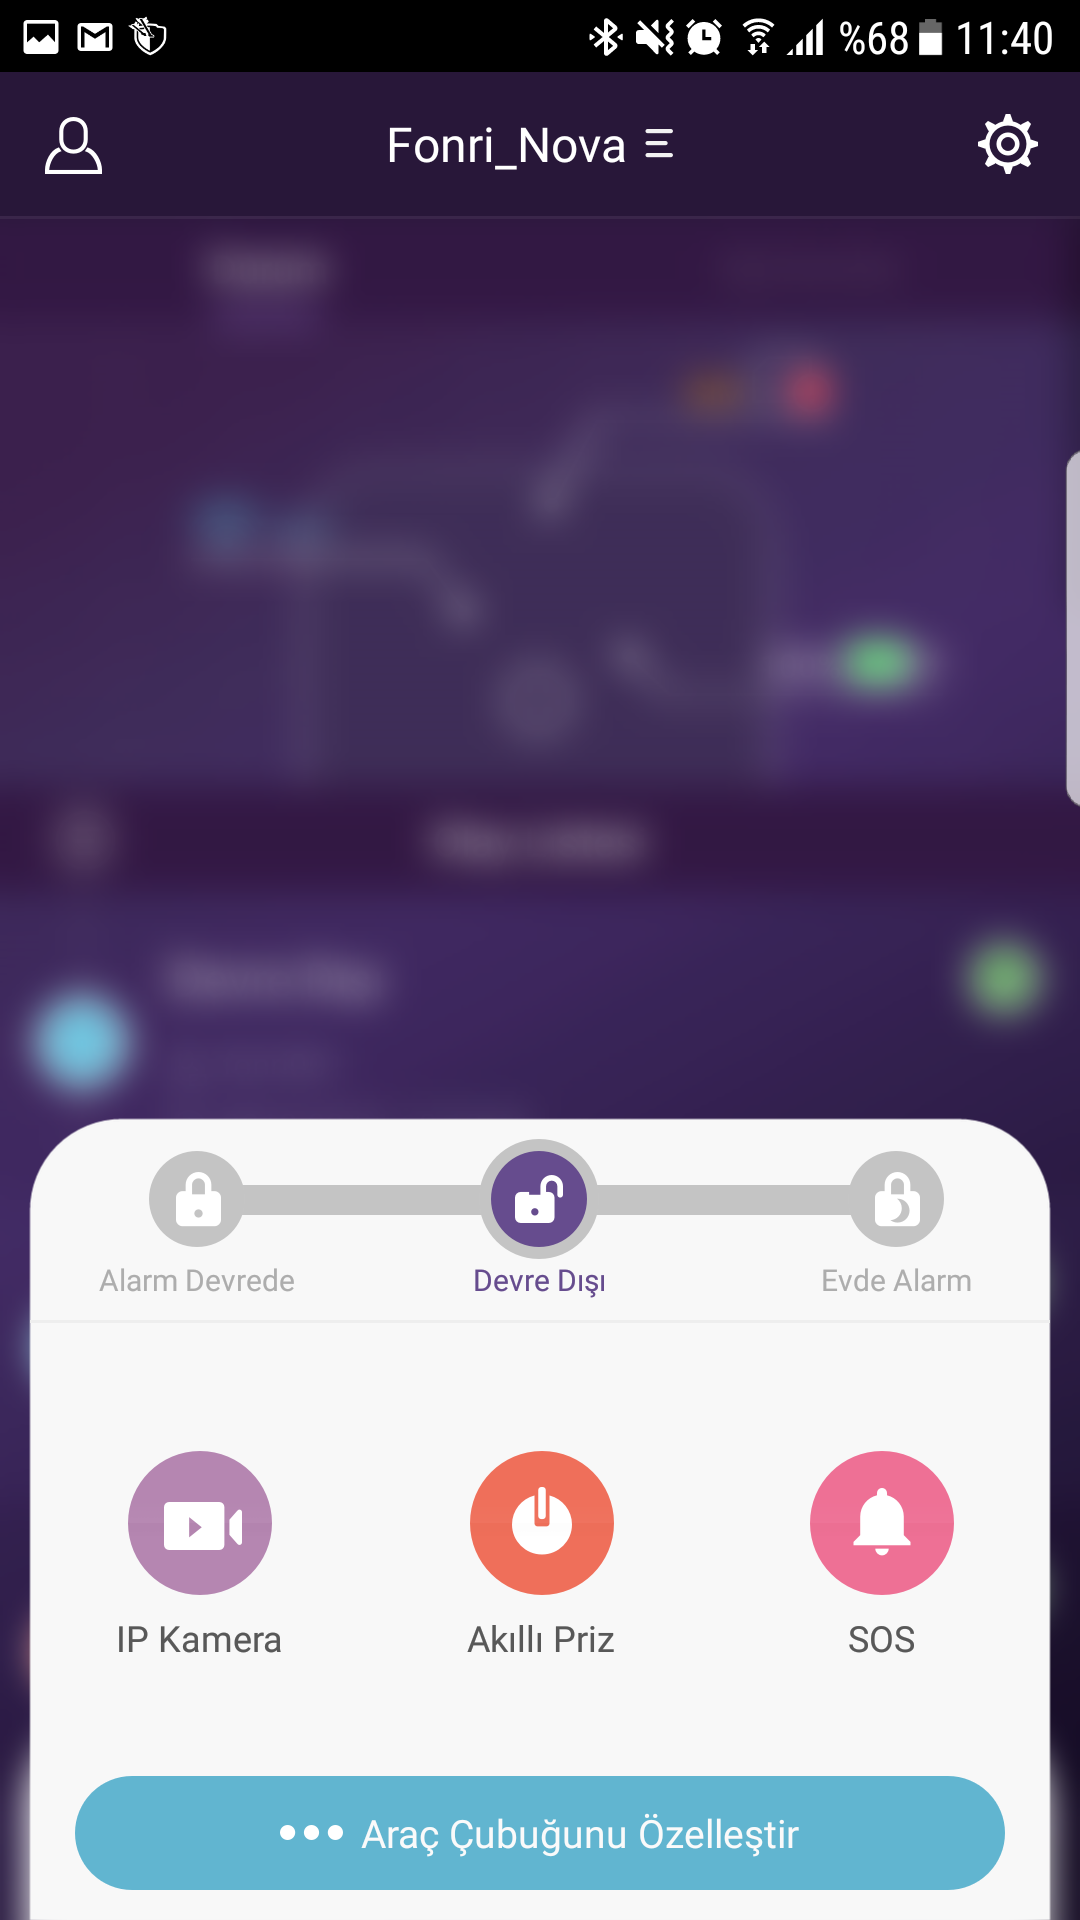 %68 11:40
Fonri_Nova
Alarm Devrede
Devre Dışı
Evde Alarm
IP Kamera
Akıllı Priz
SOS
Araç Çubuğunu Özelleştir